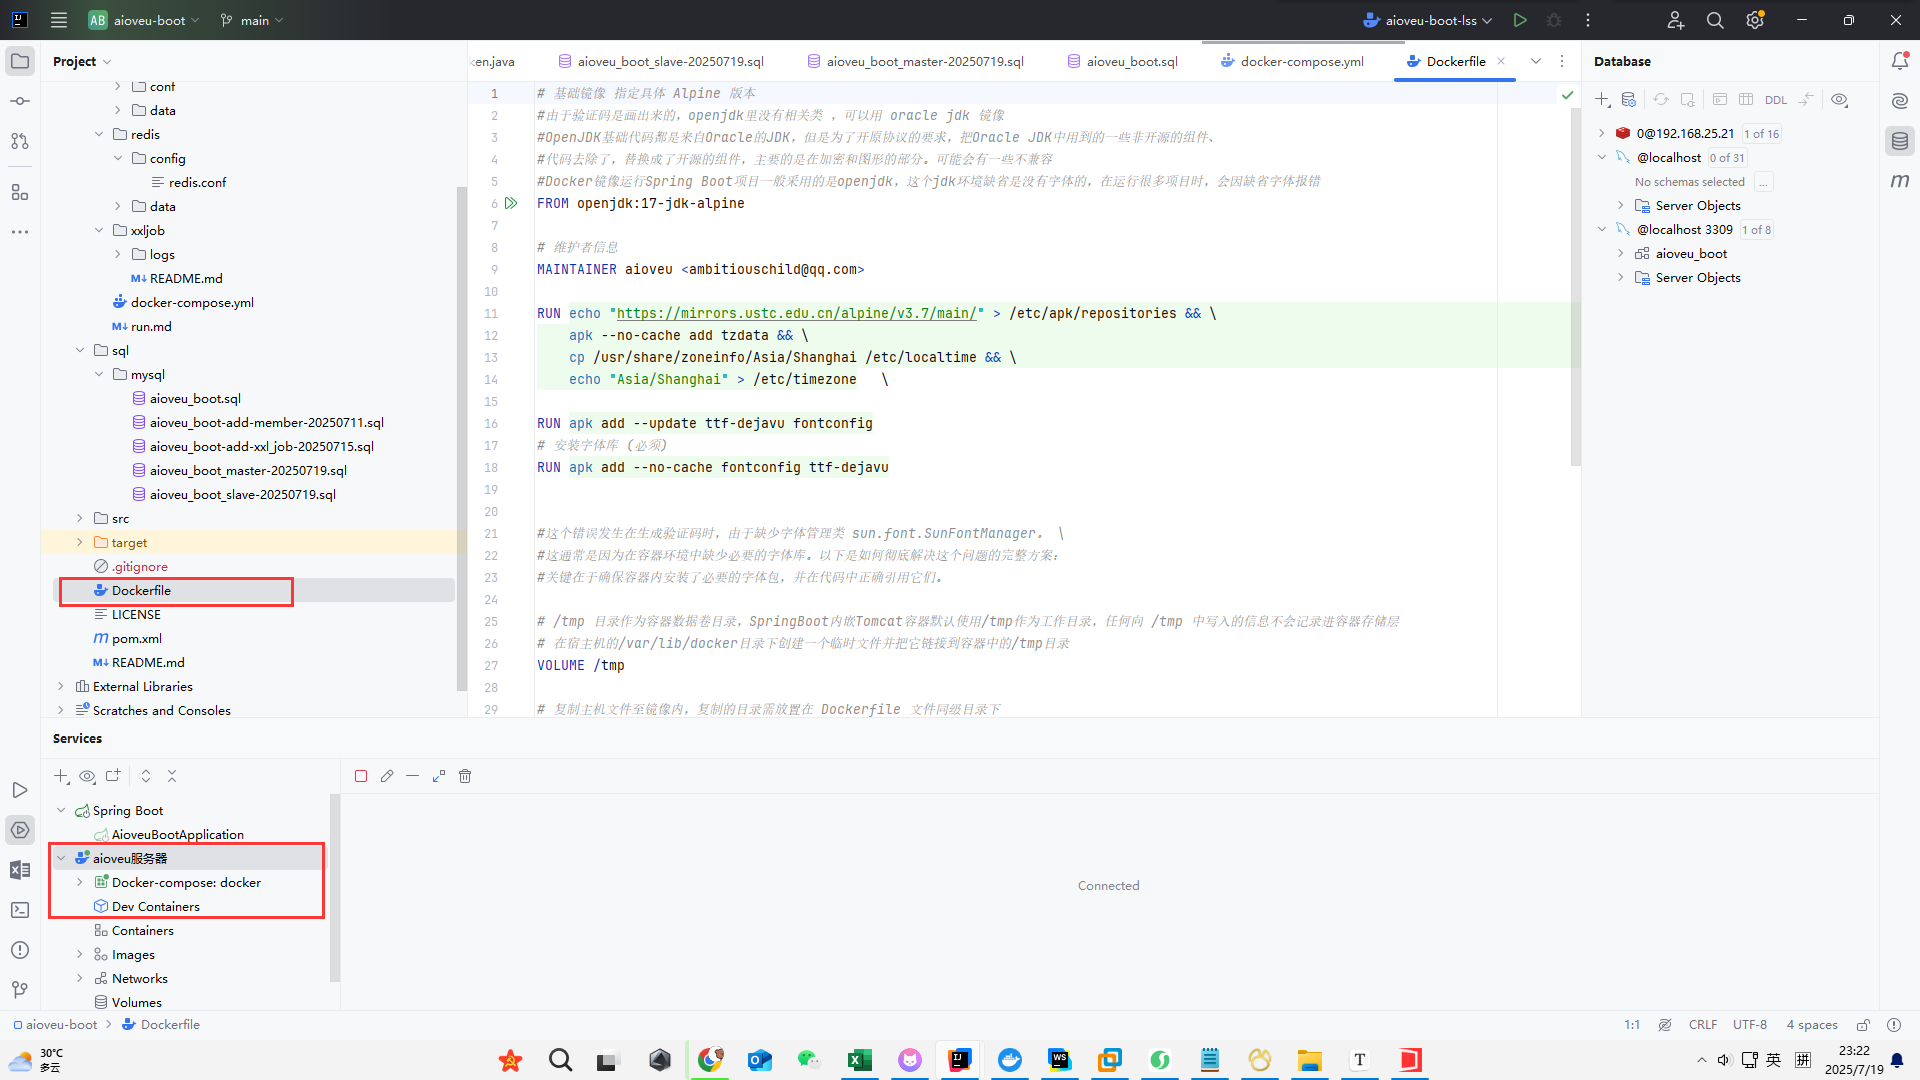 AB aioveu-boot
main
aioveu-boot-lss
Project
ken.java
aioveu_boot_slave-20250719.sql
aioveu_boot_master-20250719.sql
aioveu_boot.sql
docker-compose.yml
Dockerfile
Database
conf
data
redis
config
redis.conf
data
xxljob
logs
M↓ README.md
docker-compose.yml
M↓ run.md
sql
mysql
aioveu_boot.sql
aioveu_boot-add-member-20250711.sql
aioveu_boot-add-xxl_job-20250715.sql
aioveu_boot_master-20250719.sql
aioveu_boot_slave-20250719.sql
src
target
.gitignore
Dockerfile
LICENSE
m pom.xml
M↓ README.md
External Libraries
Scratches and Consoles
1 # 基础镜像 指定具体 Alpine 版本
2 #由于验证码是画出来的，openjdk里没有相关类 ，可以用 oracle jdk 镜像
3 #OpenJDK基础代码都是来自Oracle的JDK，但是为了开原协议的要求，把Oracle JDK中用到的一些非开源的组件、
4 #代码去除了，替换成了开源的组件，主要的是在加密和图形的部分。可能会有一些不兼容
5 #Docker镜像运行Spring Boot项目一般采用的是openjdk，这个jdk环境缺省是没有字体的，在运行很多项目时，会因缺省字体报错
6 FROM openjdk:17-jdk-alpine
7
8 # 维护者信息
9 MAINTAINER aioveu <ambitiouschild@qq.com>
10
11 RUN echo "https://mirrors.ustc.edu.cn/alpine/v3.7/main/" > /etc/apk/repositories && \
12 apk --no-cache add tzdata && \
13 cp /usr/share/zoneinfo/Asia/Shanghai /etc/localtime && \
14 echo "Asia/Shanghai" > /etc/timezone \
15
16 RUN apk add --update ttf-dejavu fontconfig
17 # 安装字体库（必须）
18 RUN apk add --no-cache fontconfig ttf-dejavu
19
20
21 #这个错误发生在生成验证码时，由于缺少字体管理类 sun.font.SunFontManager。 \
22 #这通常是因为在容器环境中缺少必要的字体库。以下是如何彻底解决这个问题的完整方案：
23 #关键在于确保容器内安装了必要的字体包，并在代码中正确引用它们。
24
25 # /tmp 目录作为容器数据卷目录，SpringBoot内嵌Tomcat容器默认使用/tmp作为工作目录，任何向 /tmp 中写入的信息不会记录进容器存储层
26 # 在宿主机的/var/lib/docker目录下创建一个临时文件并把它链接到容器中的/tmp目录
27 VOLUME /tmp
28
29 # 复制主机文件至镜像内，复制的目录需放置在 Dockerfile 文件同级目录下
DDL
0@192.168.25.21 1 of 16
@localhost 0 of 31
No schemas selected ...
Server Objects
@localhost 3309 1 of 8
aioveu_boot
Server Objects
Services
Spring Boot
AioveuBootApplication
aioveu服务器
Docker-compose: docker
Dev Containers
Containers
Images
Networks
Volumes
Connected
aioveu-boot > Dockerfile
1:1
CRLF
UTF-8
4 spaces
30°C
多云
英
拼
23:22
2025/7/19